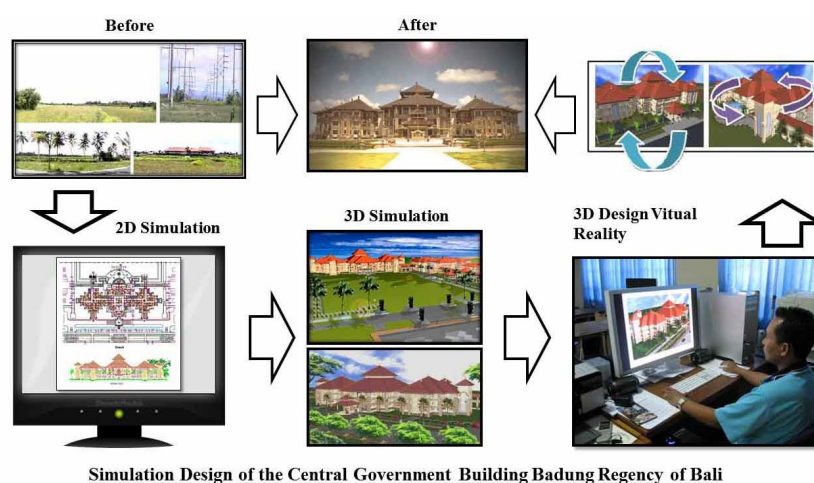 Before
After
2D Simulation
3D Simulation
3D Design Vitual
Reality
Simulation Design of the Central Government Building Badung Regency of Bali